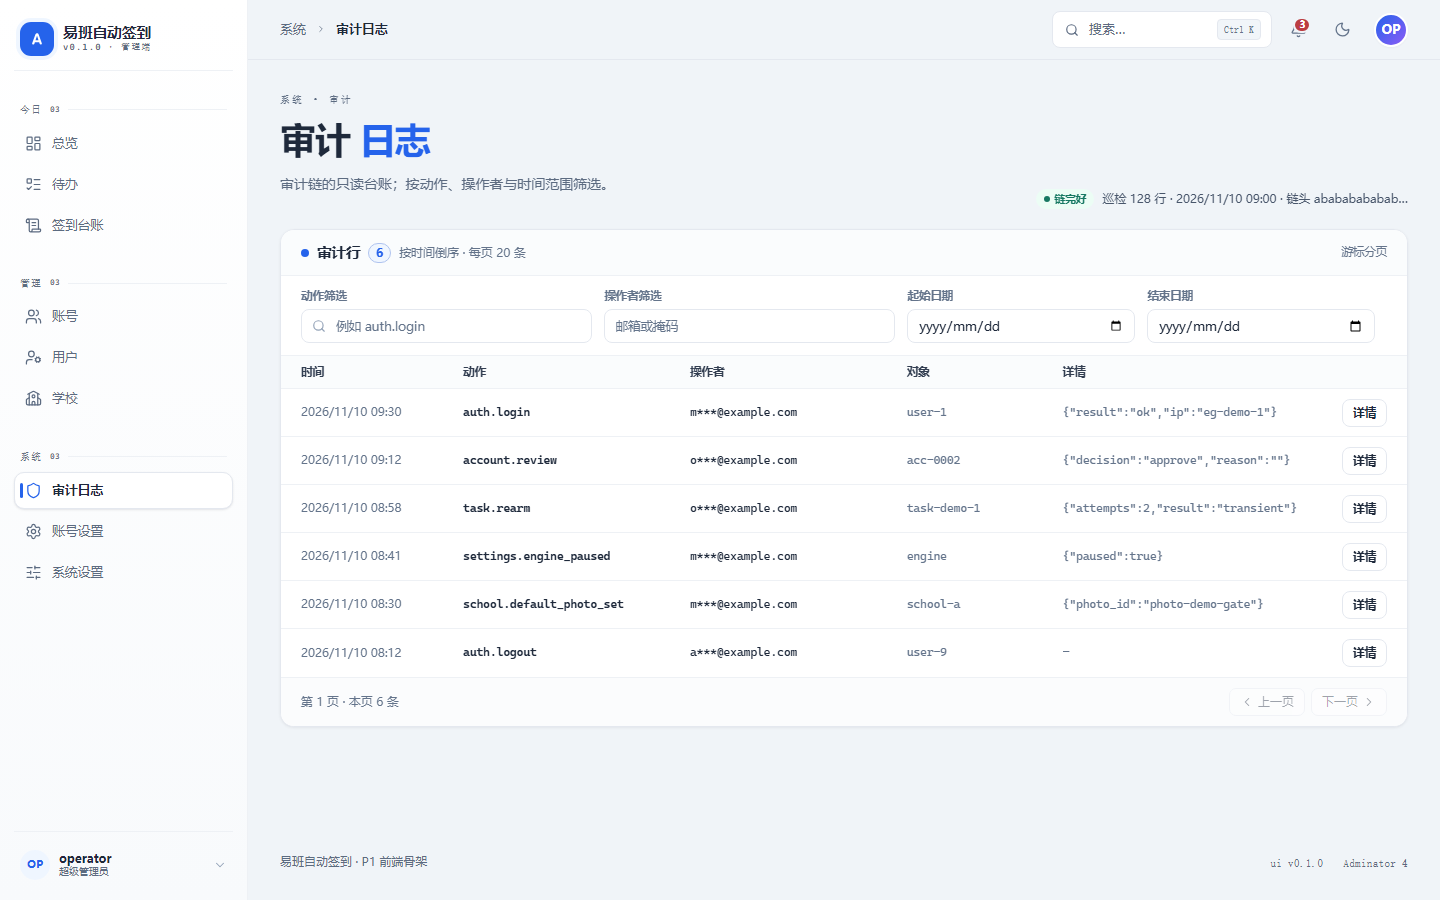 A
易班自动签到
v0.1.0 · 管理端
今日 03
总览
待办
签到台账
管理 03
账号
用户
学校
系统 03
审计日志
账号设置
系统设置
OP
operator
超级管理员
系统 › 审计日志
搜索... Ctrl K
3
OP
系统 · 审计
审计 日志
审计链的只读台账；按动作、操作者与时间范围筛选。
链完好 巡检 128 行 · 2026/11/10 09:00 · 链头 abababababab...
审计行 6 按时间倒序 · 每页 20 条 游标分页
动作筛选 操作者筛选 起始日期 结束日期
例如 auth.login 邮箱或掩码 yyyy/mm/dd yyyy/mm/dd
时间 动作 操作者 对象 详情
2026/11/10 09:30 auth.login m***@example.com user-1 {"result":"ok","ip":"eg-demo-1"} 详情
2026/11/10 09:12 account.review o***@example.com acc-0002 {"decision":"approve","reason":""} 详情
2026/11/10 08:58 task.rearm o***@example.com task-demo-1 {"attempts":2,"result":"transient"} 详情
2026/11/10 08:41 settings.engine_paused m***@example.com engine {"paused":true} 详情
2026/11/10 08:30 school.default_photo_set m***@example.com school-a {"photo_id":"photo-demo-gate"} 详情
2026/11/10 08:12 auth.logout a***@example.com user-9 — 详情
第 1 页 · 本页 6 条 ‹ 上一页 下一页 ›
易班自动签到 · P1 前端骨架
ui v0.1.0 Adminator 4